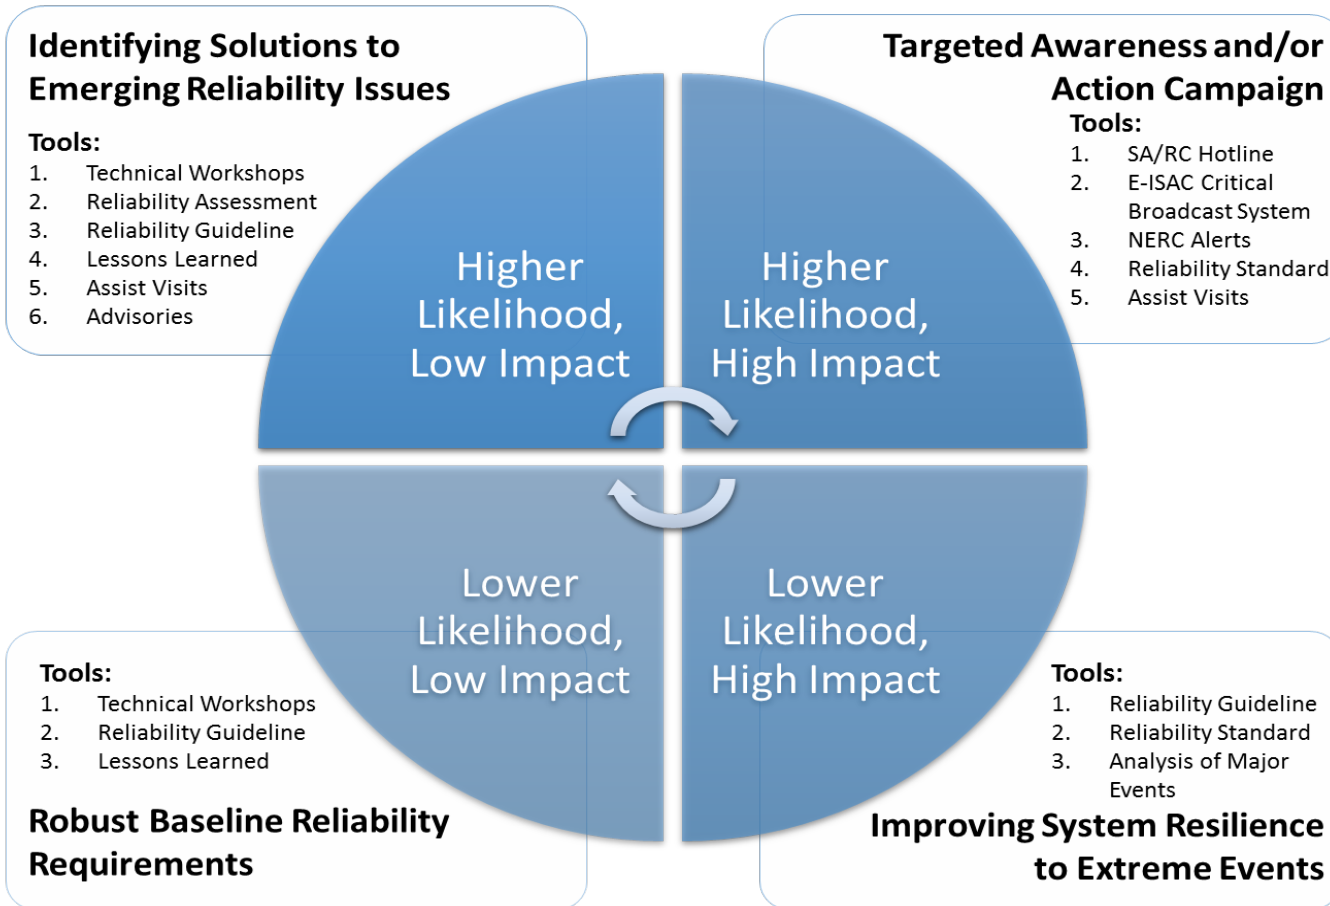 Identifying Solutions to
Emerging Reliability Issues
Tools:
1. Technical Workshops
2. Reliability Assessment
3. Reliability Guideline
4. Lessons Learned
5. Assist Visits
6. Advisories
Targeted Awareness and/or
Action Campaign
Tools:
1. SA/RC Hotline
2. E-ISAC Critical
Broadcast System
3. NERC Alerts
4. Reliability Standard
5. Assist Visits
Higher
Likelihood,
Low Impact
Higher
Likelihood,
High Impact
Lower
Likelihood,
Low Impact
Lower
Likelihood,
High Impact
Tools:
1. Technical Workshops
2. Reliability Guideline
3. Lessons Learned
Robust Baseline Reliability
Requirements
Tools:
1. Reliability Guideline
2. Reliability Standard
3. Analysis of Major
Events
Improving System Resilience
to Extreme Events